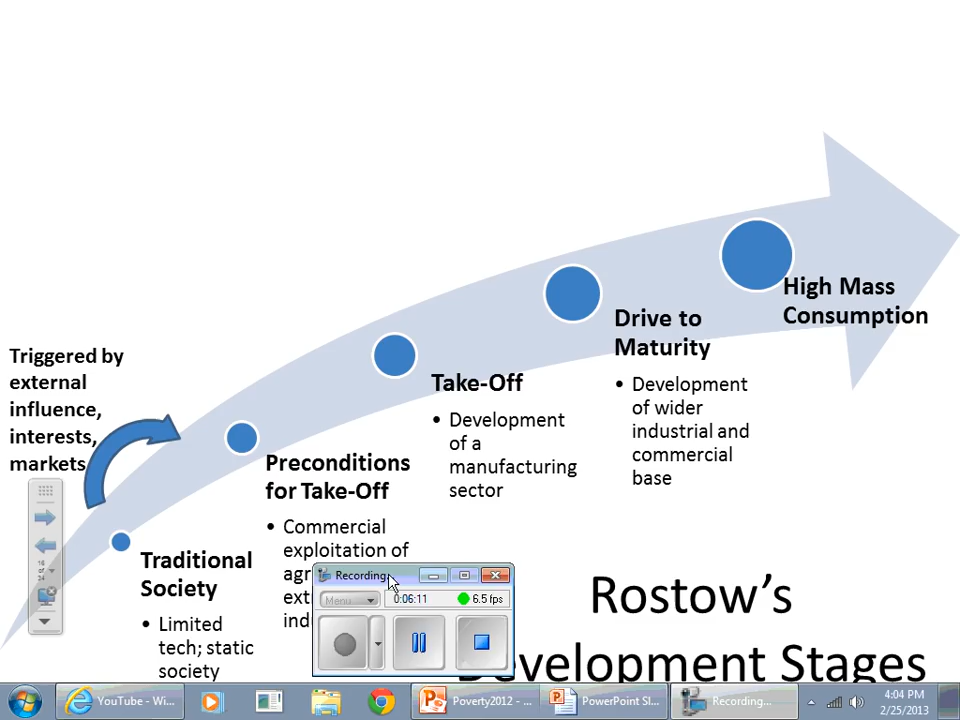 Triggered by
external
influence,
interests,
markets
High Mass
Consumption
Drive to
Maturity
• Development
of wider
industrial and
commercial
base
Take-Off
• Development
of a
manufacturing
sector
Preconditions
for Take-Off
• Commercial
exploitation of
Traditional
Society
• Limited
tech; static
society
Rostow's
Development Stages
16
of
24
Recording...
Menu
0:06:11
6.5 fps
YouTube - Wi...
Poverty2012 - ...
PowerPoint Sl...
Recording...
4:04 PM
2/25/2013